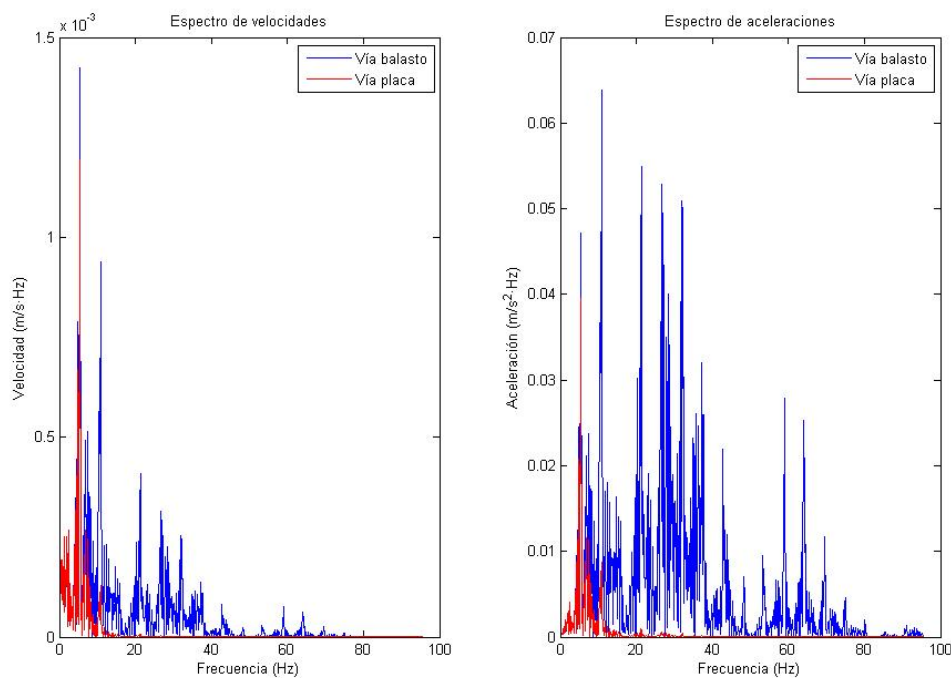 Espectro de velocidades
x 10⁻³
1.5
1
0.5
0
Velocidad (m/s·Hz)
Vía balasto
Vía placa
0 20 40 60 80 100
Frecuencia (Hz)
Espectro de aceleraciones
0.07
0.06
0.05
0.04
0.03
0.02
0.01
0
Aceleración (m/s²·Hz)
Vía balasto
Vía placa
0 20 40 60 80 100
Frecuencia (Hz)